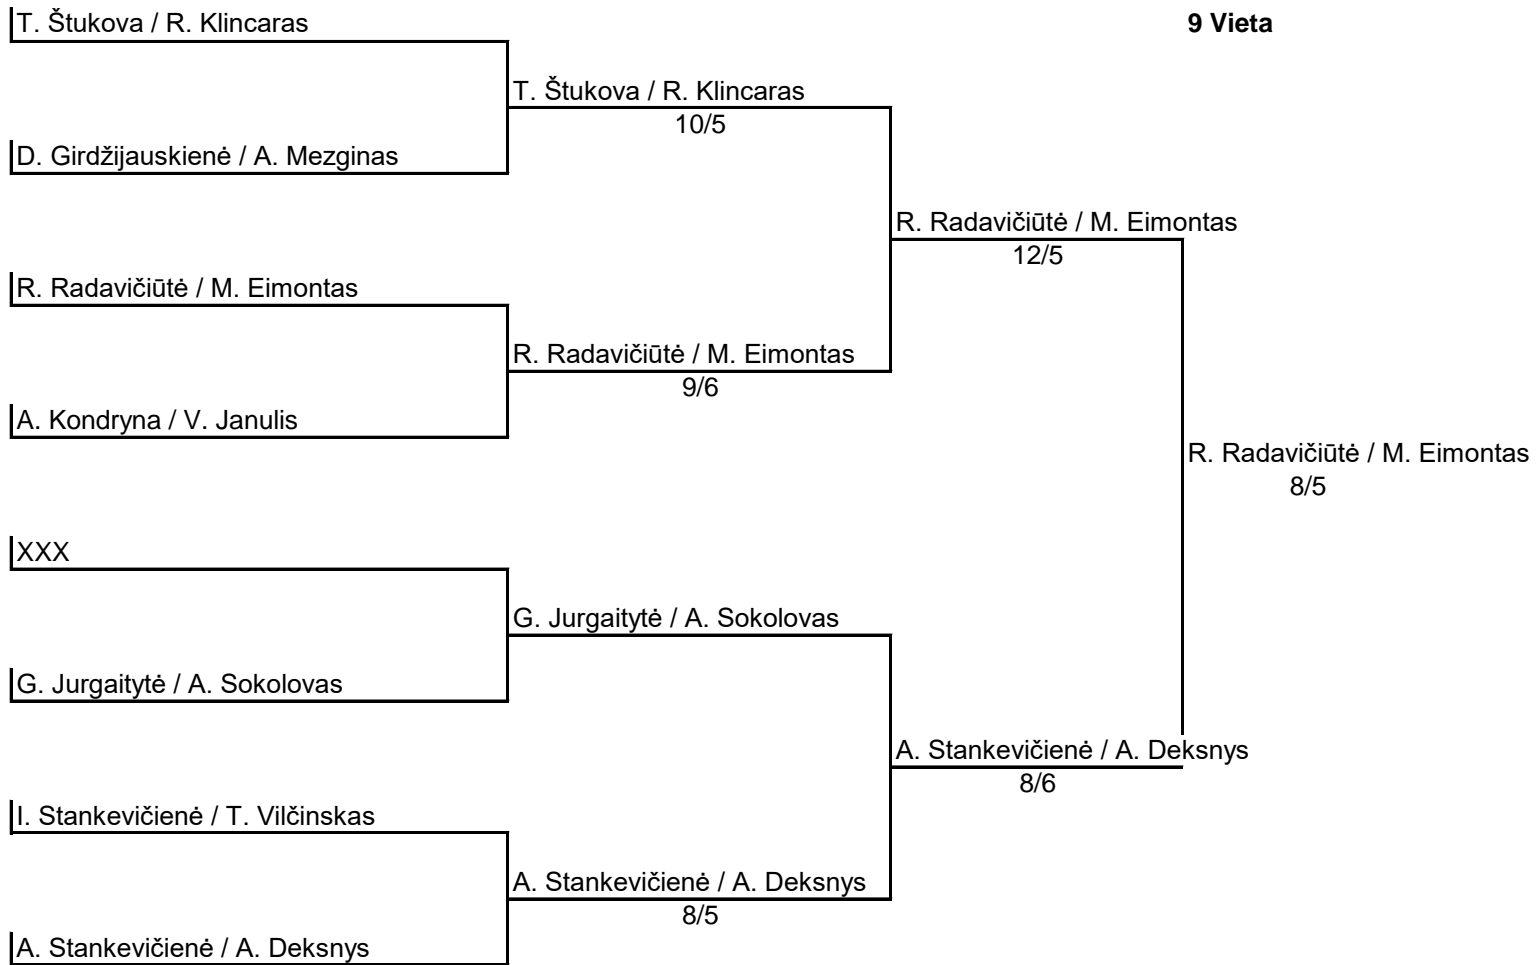 T. Štukova / R. Klincaras
9 Vieta
T. Štukova / R. Klincaras
10/5
D. Girdžijauskienė / A. Mezginas
R. Radavičiūtė / M. Eimontas
12/5
R. Radavičiūtė / M. Eimontas
R. Radavičiūtė / M. Eimontas
9/6
A. Kondryna / V. Janulis
R. Radavičiūtė / M. Eimontas
8/5
XXX
G. Jurgaitytė / A. Sokolovas
G. Jurgaitytė / A. Sokolovas
A. Stankevičienė / A. Deksnys
8/6
I. Stankevičienė / T. Vilčinskas
A. Stankevičienė / A. Deksnys
8/5
A. Stankevičienė / A. Deksnys